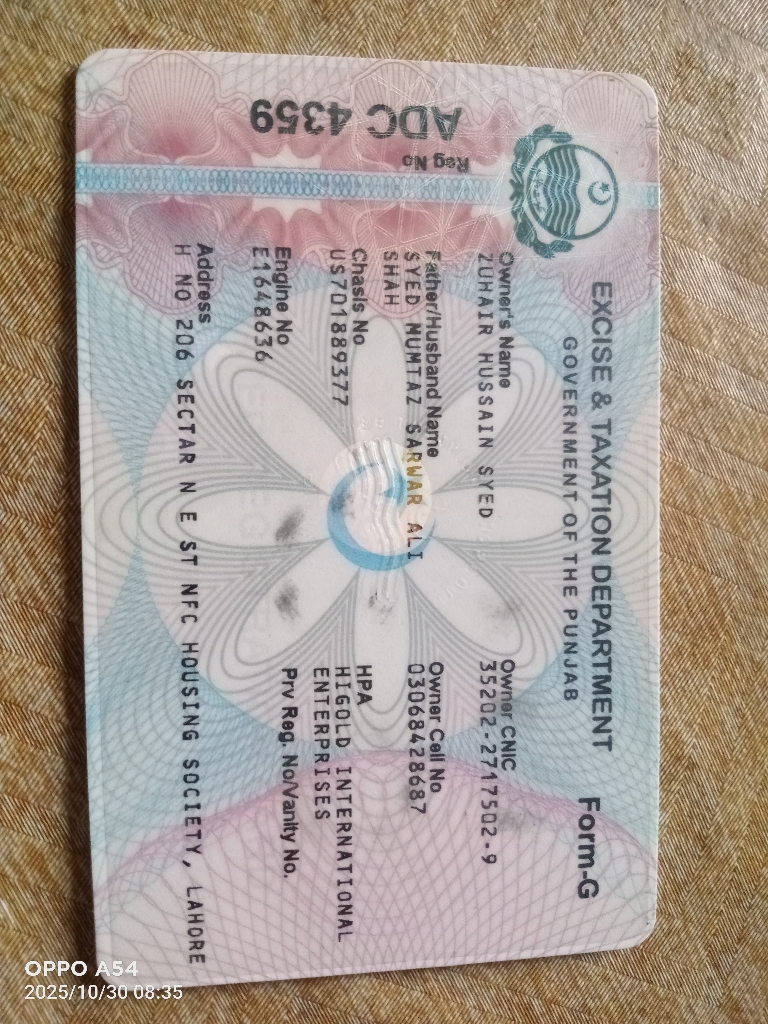 EXCISE & TAXATION DEPARTMENT
Form-G
GOVERNMENT OF THE PUNJAB
Reg No
ADC 4359
Owner's Name
ZUHAIR HUSSAIN SYED
Owner CNIC
35202-2717502-9
Father/Husband Name
SYED MUMTAZ SARWAR ALI
SHAH
Owner Cell No.
03068428687
Chasis No
US701889377
HPA
HIGOLD INTERNATIONAL
ENTERPRISES
Engine No
E1648636
Prv Reg. No/Vanity No.
Address
H NO 206 SECTAR N E ST NFC HOUSING SOCIETY, LAHORE
OPPO A54
2025/10/30 08:35